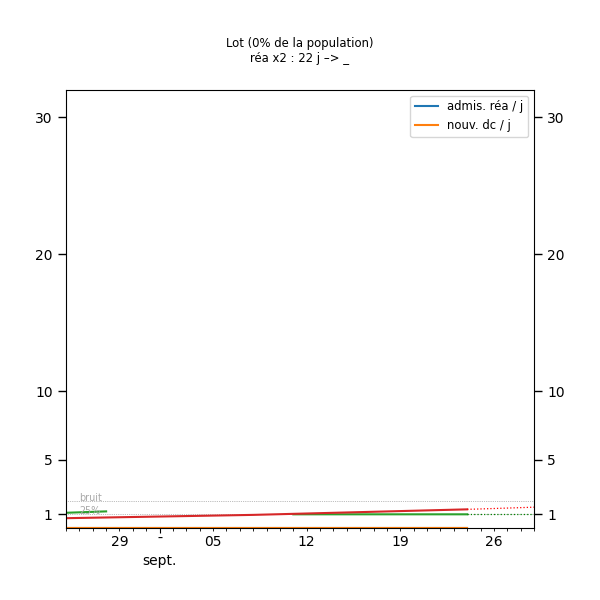 Lot (0% de la population)
réa x2 : 22 j –> _
admis. réa / j
nouv. dc / j
30
30
20
20
10
10
5
5
bruit
25%
1
1
29
-
05
12
19
26
sept.